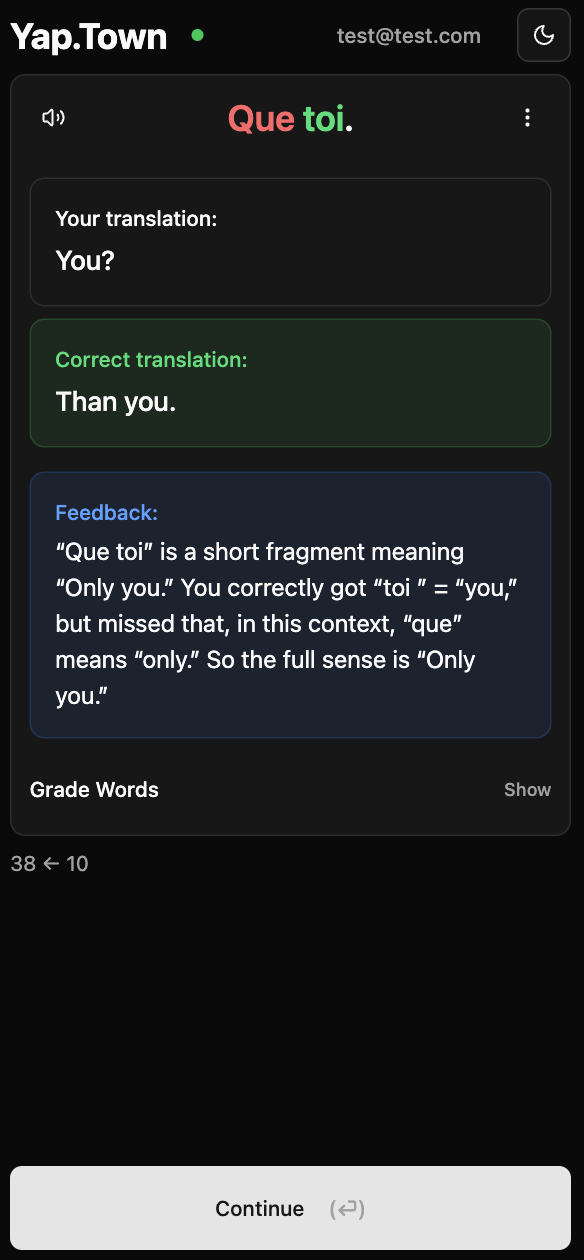 Yap.Town
test@test.com
Que toi.
Your translation:
You?
Correct translation:
Than you.
Feedback:
“Que toi” is a short fragment meaning
“Only you.” You correctly got “toi ” = “you,”
but missed that, in this context, “que”
means “only.” So the full sense is “Only
you.”
Grade Words
Show
38 ← 10
Continue (↵)